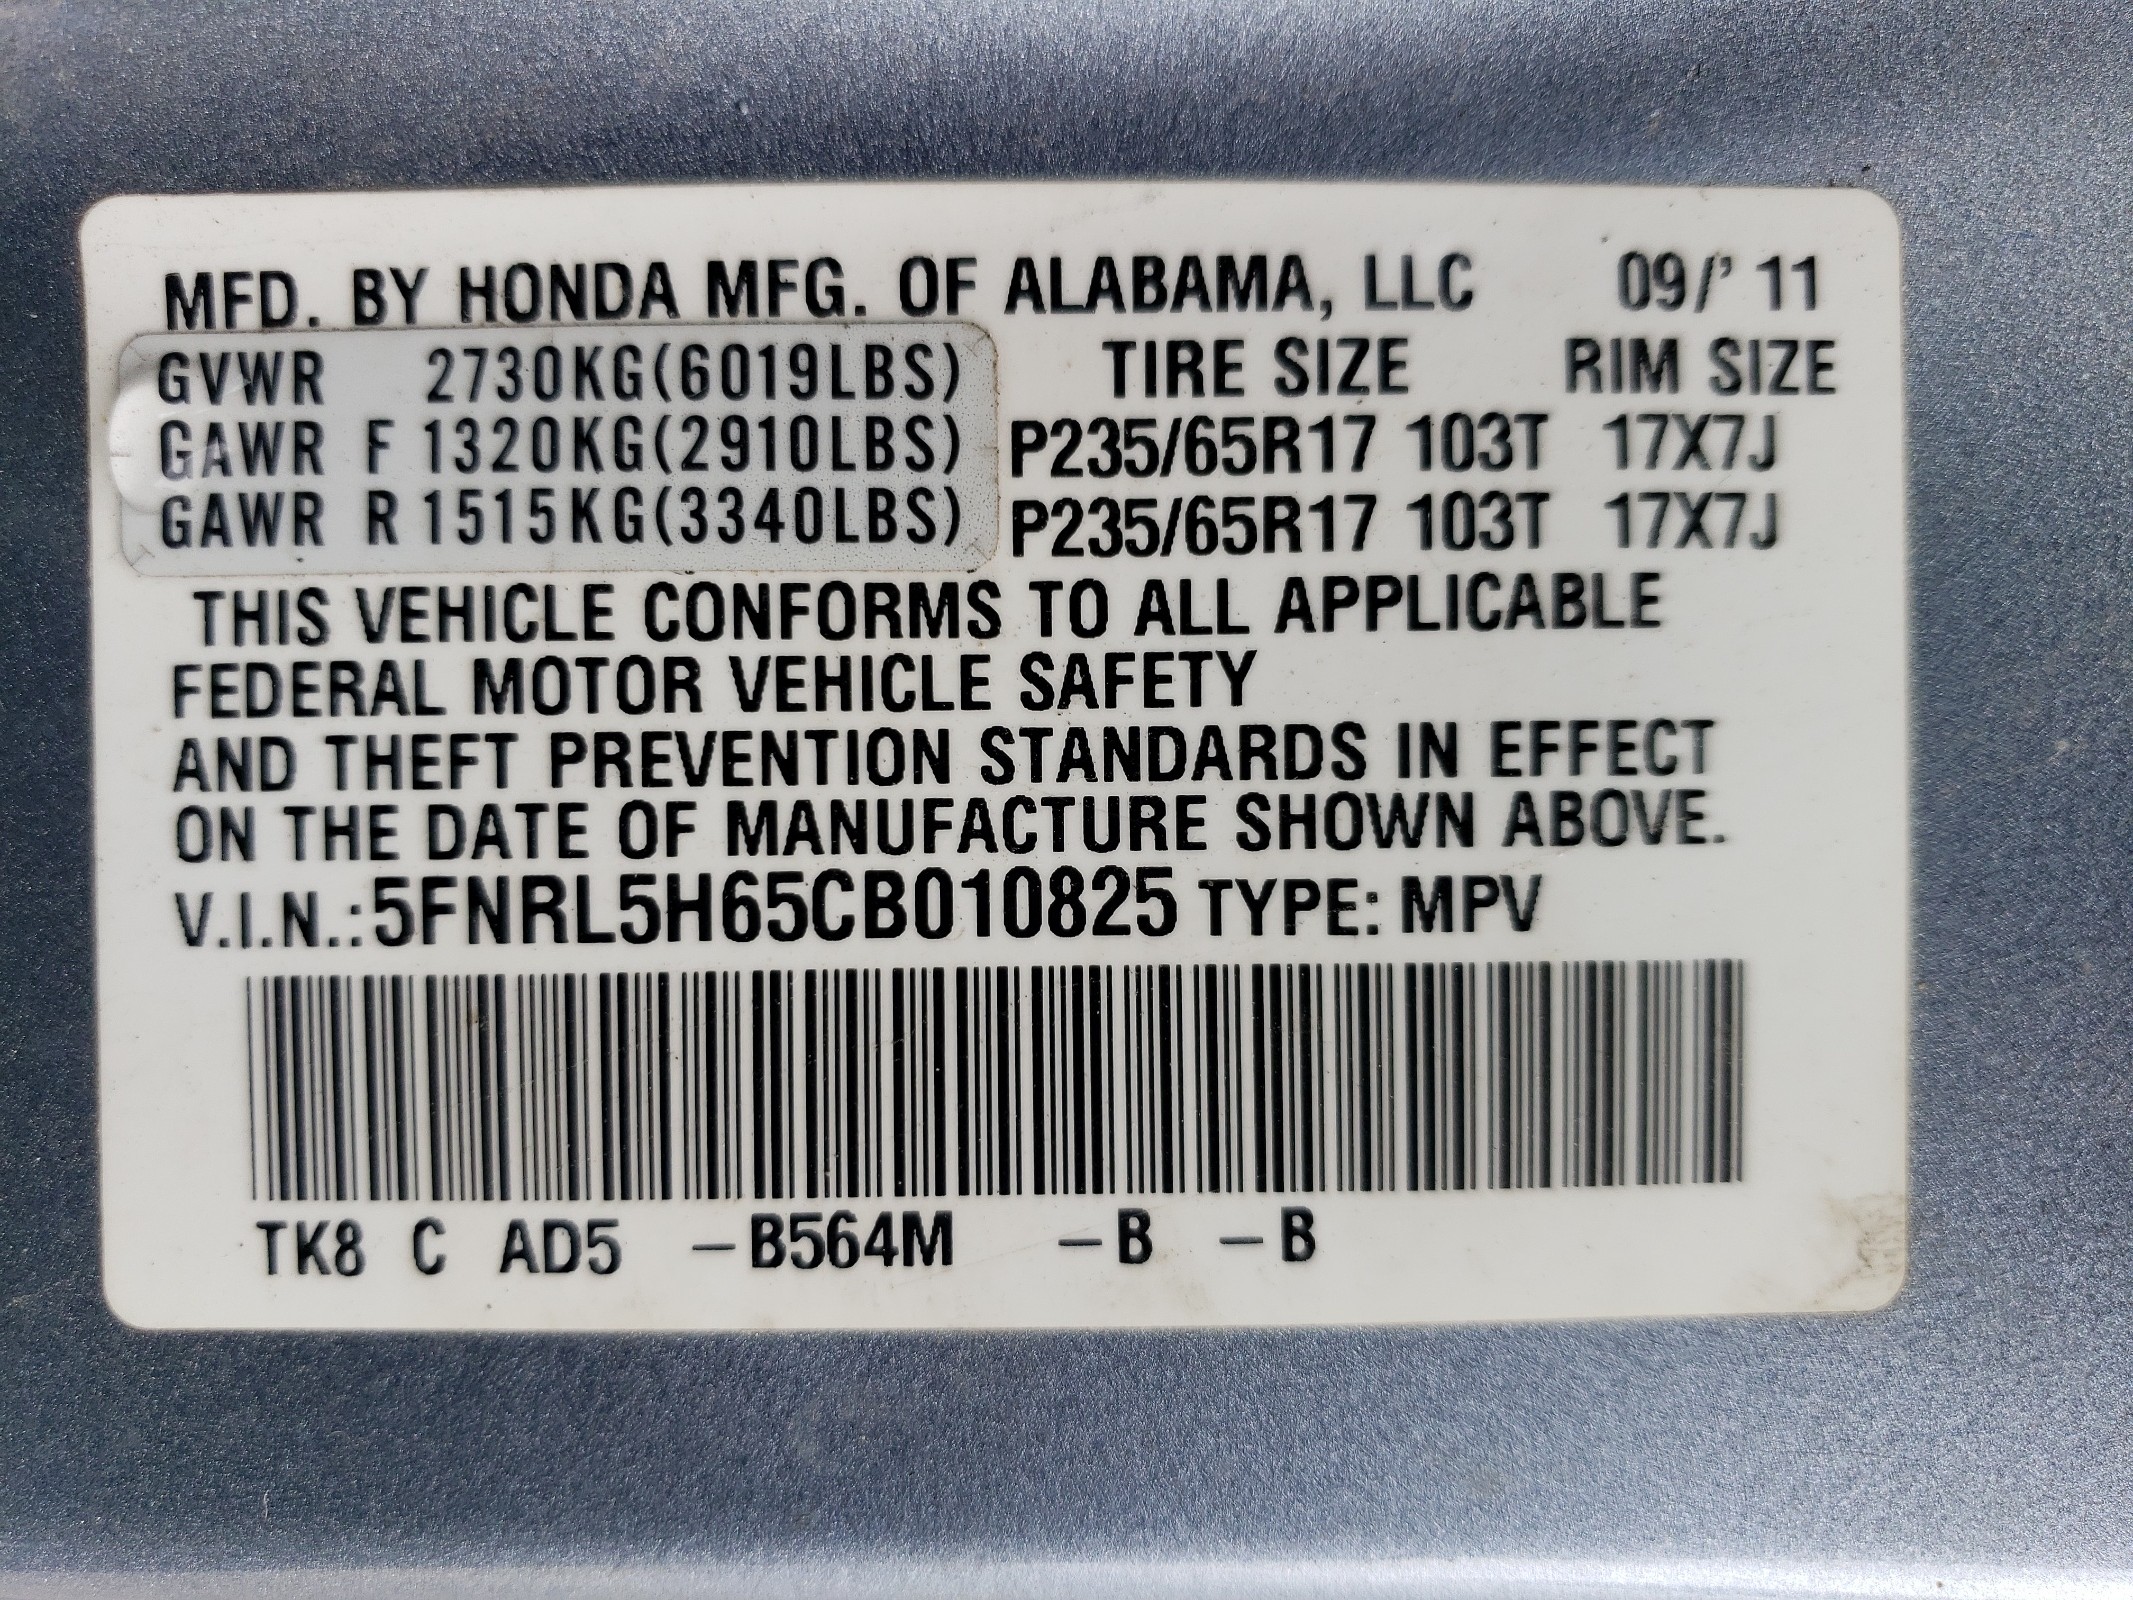 MFD. BY HONDA MFG. OF ALABAMA, LLC 09/'11
GVWR 2730KG(6019LBS) TIRE SIZE RIM SIZE
GAWR F 1320KG(2910LBS) P235/65R17 103T 17X7J
GAWR R 1515KG(3340LBS) P235/65R17 103T 17X7J
THIS VEHICLE CONFORMS TO ALL APPLICABLE
FEDERAL MOTOR VEHICLE SAFETY
AND THEFT PREVENTION STANDARDS IN EFFECT
ON THE DATE OF MANUFACTURE SHOWN ABOVE.
V.I.N.:5FNRL5H65CB010825 TYPE: MPV
TK8 C AD5 –B564M –B –B